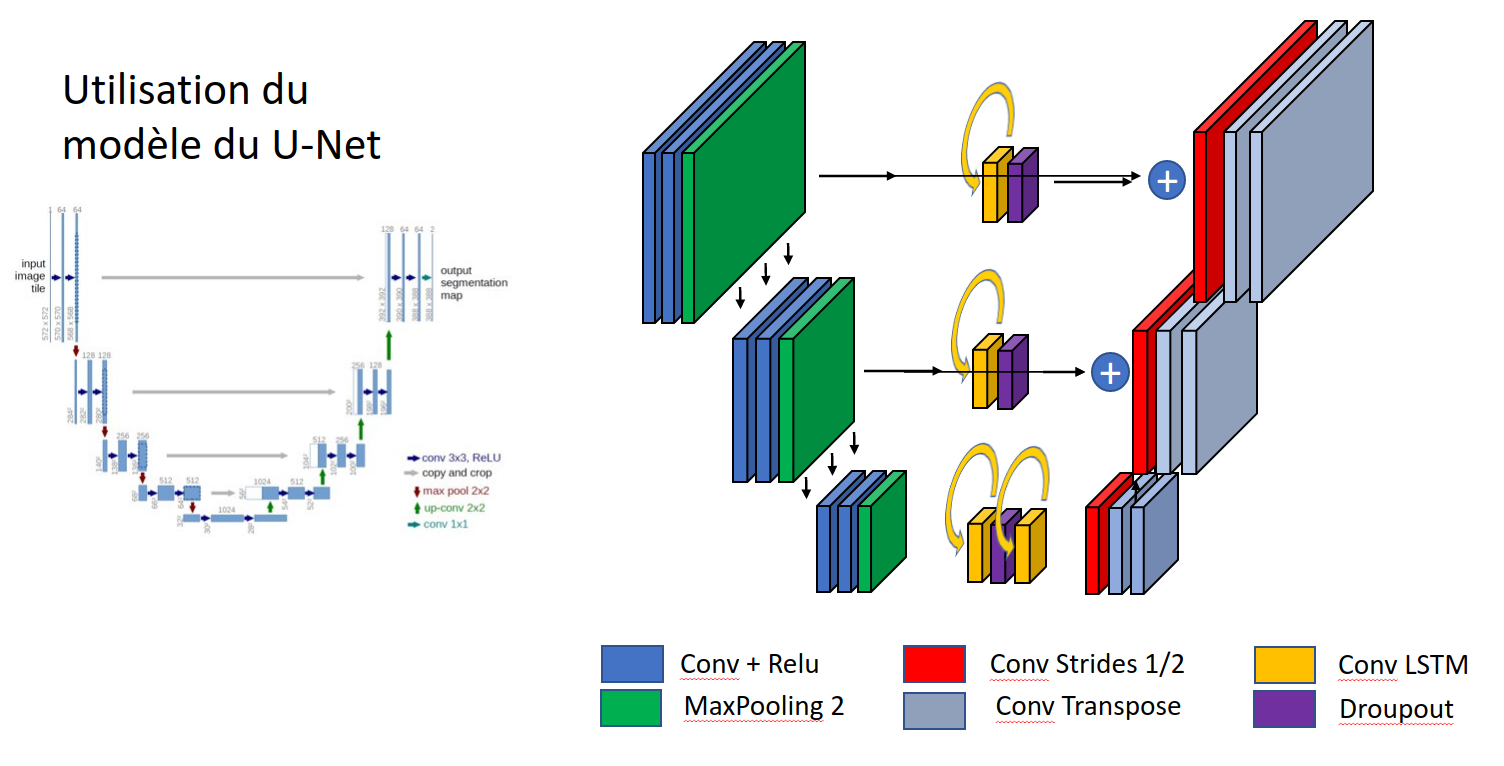 Utilisation du
modèle du U-Net
1 64 64
128 64 64 2
input
image
tile
output
segmentation
map
572 x 572
570 x 570
568 x 568
392 x 392
390 x 390
388 x 388
388 x 388
128 128
256 128
284²
282²
280²
200²
198²
196²
256 256
512 256
140²
138²
136²
104²
102²
100²
512 512
1024 512
68²
66²
64²
56²
54²
52²
1024
32²
30²
28²
conv 3x3, ReLU
copy and crop
max pool 2x2
up-conv 2x2
conv 1x1
+
+
Conv + Relu
Conv Strides 1/2
Conv LSTM
MaxPooling 2
Conv Transpose
Droupout